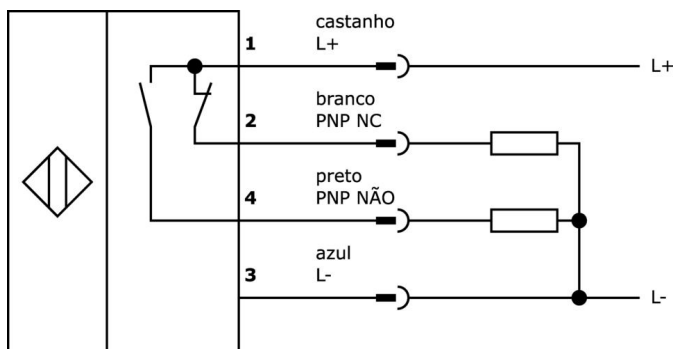 castanho
1 L+
L+
branco
2 PNP NC
preto
4 PNP NÃO
azul
3 L-
L-